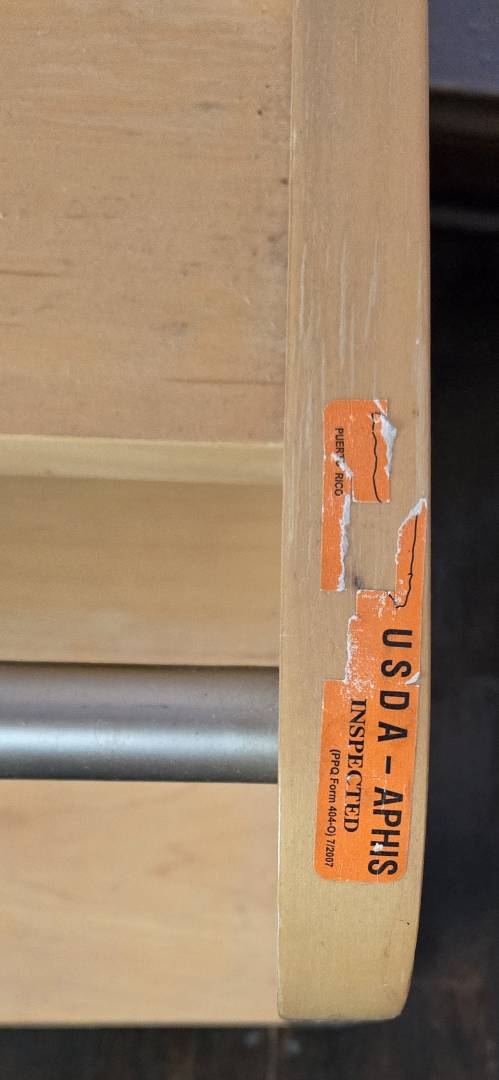 USDA – APHIS
INSPECTED
(PPQ Form 404-O) 7/2007
PUERTO RICO